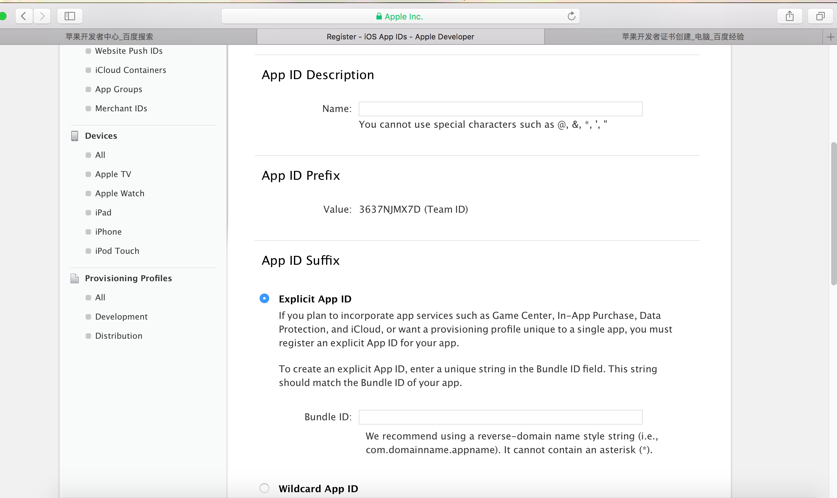 Apple Inc.
苹果开发者中心_百度搜索
Register - iOS App IDs - Apple Developer
苹果开发者证书创建_电脑_百度经验
Website Push IDs
iCloud Containers
App Groups
Merchant IDs
Devices
All
Apple TV
Apple Watch
iPad
iPhone
iPod Touch
Provisioning Profiles
All
Development
Distribution
App ID Description
Name:
You cannot use special characters such as @, &, *, ', "
App ID Prefix
Value: 3637NJMX7D (Team ID)
App ID Suffix
Explicit App ID
If you plan to incorporate app services such as Game Center, In-App Purchase, Data
Protection, and iCloud, or want a provisioning profile unique to a single app, you must
register an explicit App ID for your app.
To create an explicit App ID, enter a unique string in the Bundle ID field. This string
should match the Bundle ID of your app.
Bundle ID:
We recommend using a reverse-domain name style string (i.e.,
com.domainname.appname). It cannot contain an asterisk (*).
Wildcard App ID